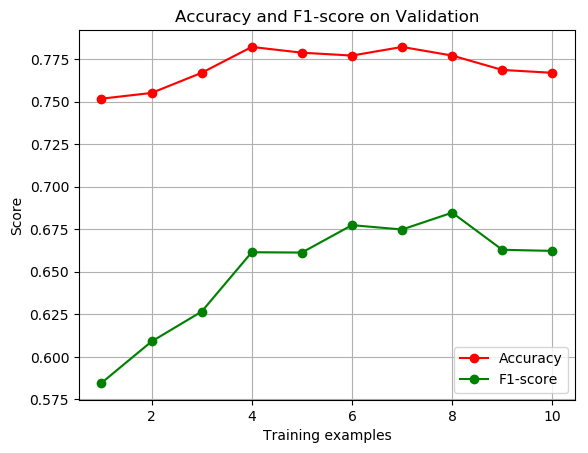 Accuracy and F1-score on Validation
Score
0.775
0.750
0.725
0.700
0.675
0.650
0.625
0.600
0.575
Accuracy
F1-score
2
4
6
8
10
Training examples